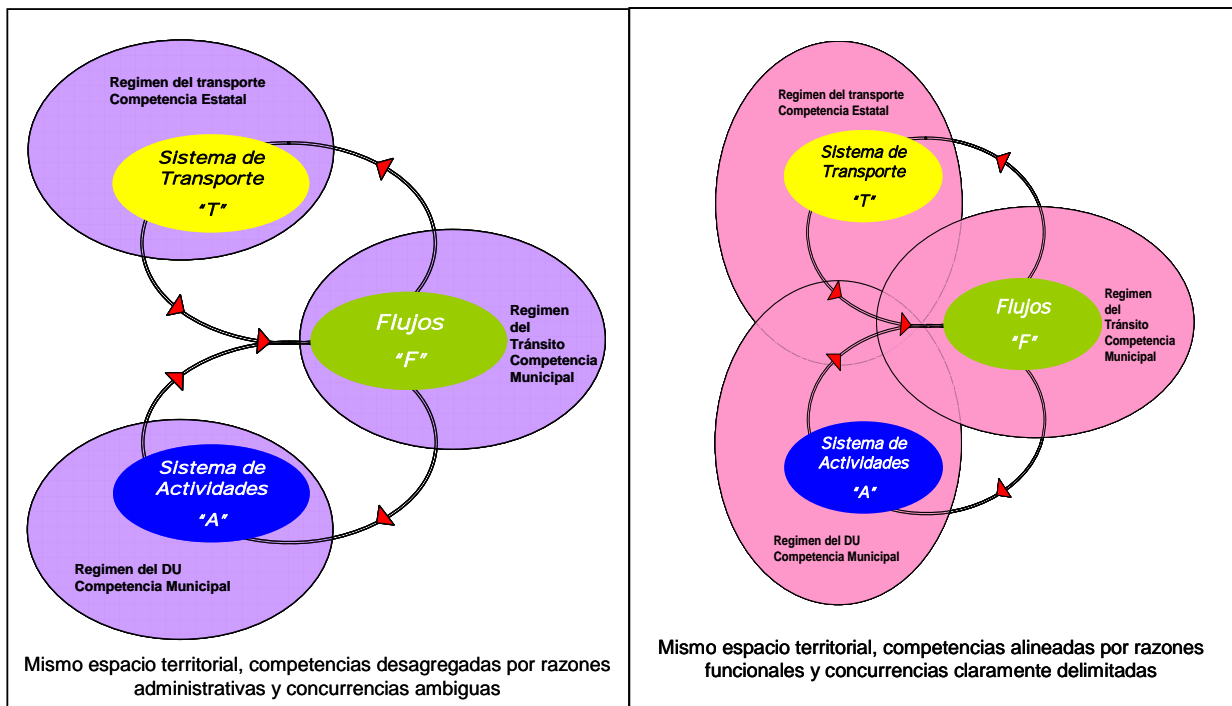 Regimen del transporte
Competencia Estatal
Sistema de
Transporte
"T"
Flujos
"F"
Regimen
del
Tránsito
Competencia
Municipal
Sistema de
Actividades
"A"
Regimen del DU
Competencia Municipal
Mismo espacio territorial, competencias desagregadas por razones
administrativas y concurrencias ambiguas
Regimen del transporte
Competencia Estatal
Sistema de
Transporte
"T"
Flujos
"F"
Regimen
del
Tránsito
Competencia
Municipal
Sistema de
Actividades
"A"
Regimen del DU
Competencia Municipal
Mismo espacio territorial, competencias alineadas por razones
funcionales y concurrencias claramente delimitadas